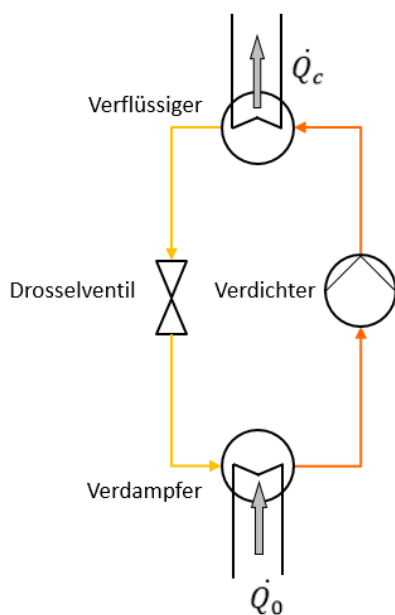 Q̇c
Verflüssiger
Drosselventil
Verdichter
Verdampfer
Q̇0